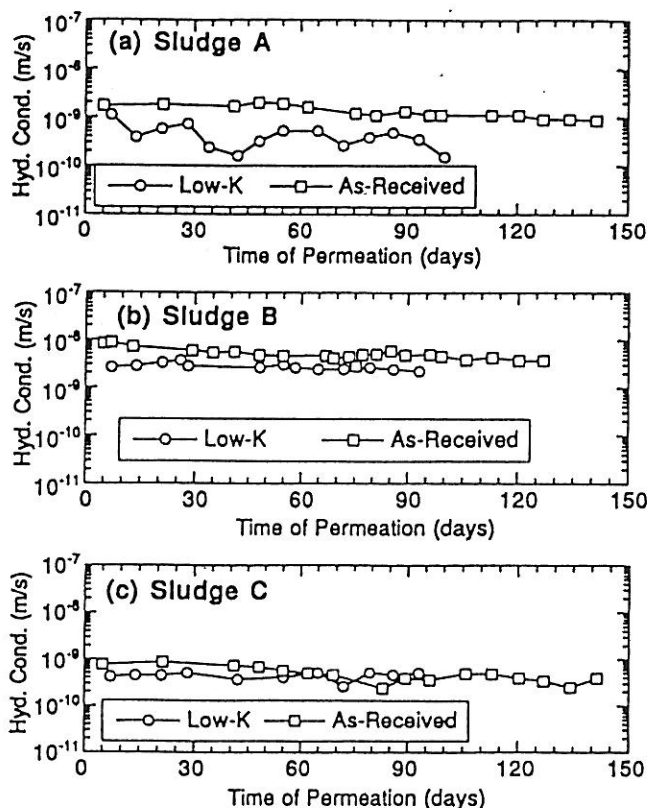 10-7
(a) Sludge A
10-8
10-9
10-10
10-11
Hyd. Cond. (m/s)
Low-K As-Received
0 30 60 90 120 150
Time of Permeation (days)
10-7
(b) Sludge B
10-8
10-9
10-10
10-11
Hyd. Cond. (m/s)
Low-K As-Received
0 30 60 90 120 150
Time of Permeation (days)
10-7
(c) Sludge C
10-8
10-9
10-10
10-11
Hyd. Cond. (m/s)
Low-K As-Received
0 30 60 90 120 150
Time of Permeation (days)